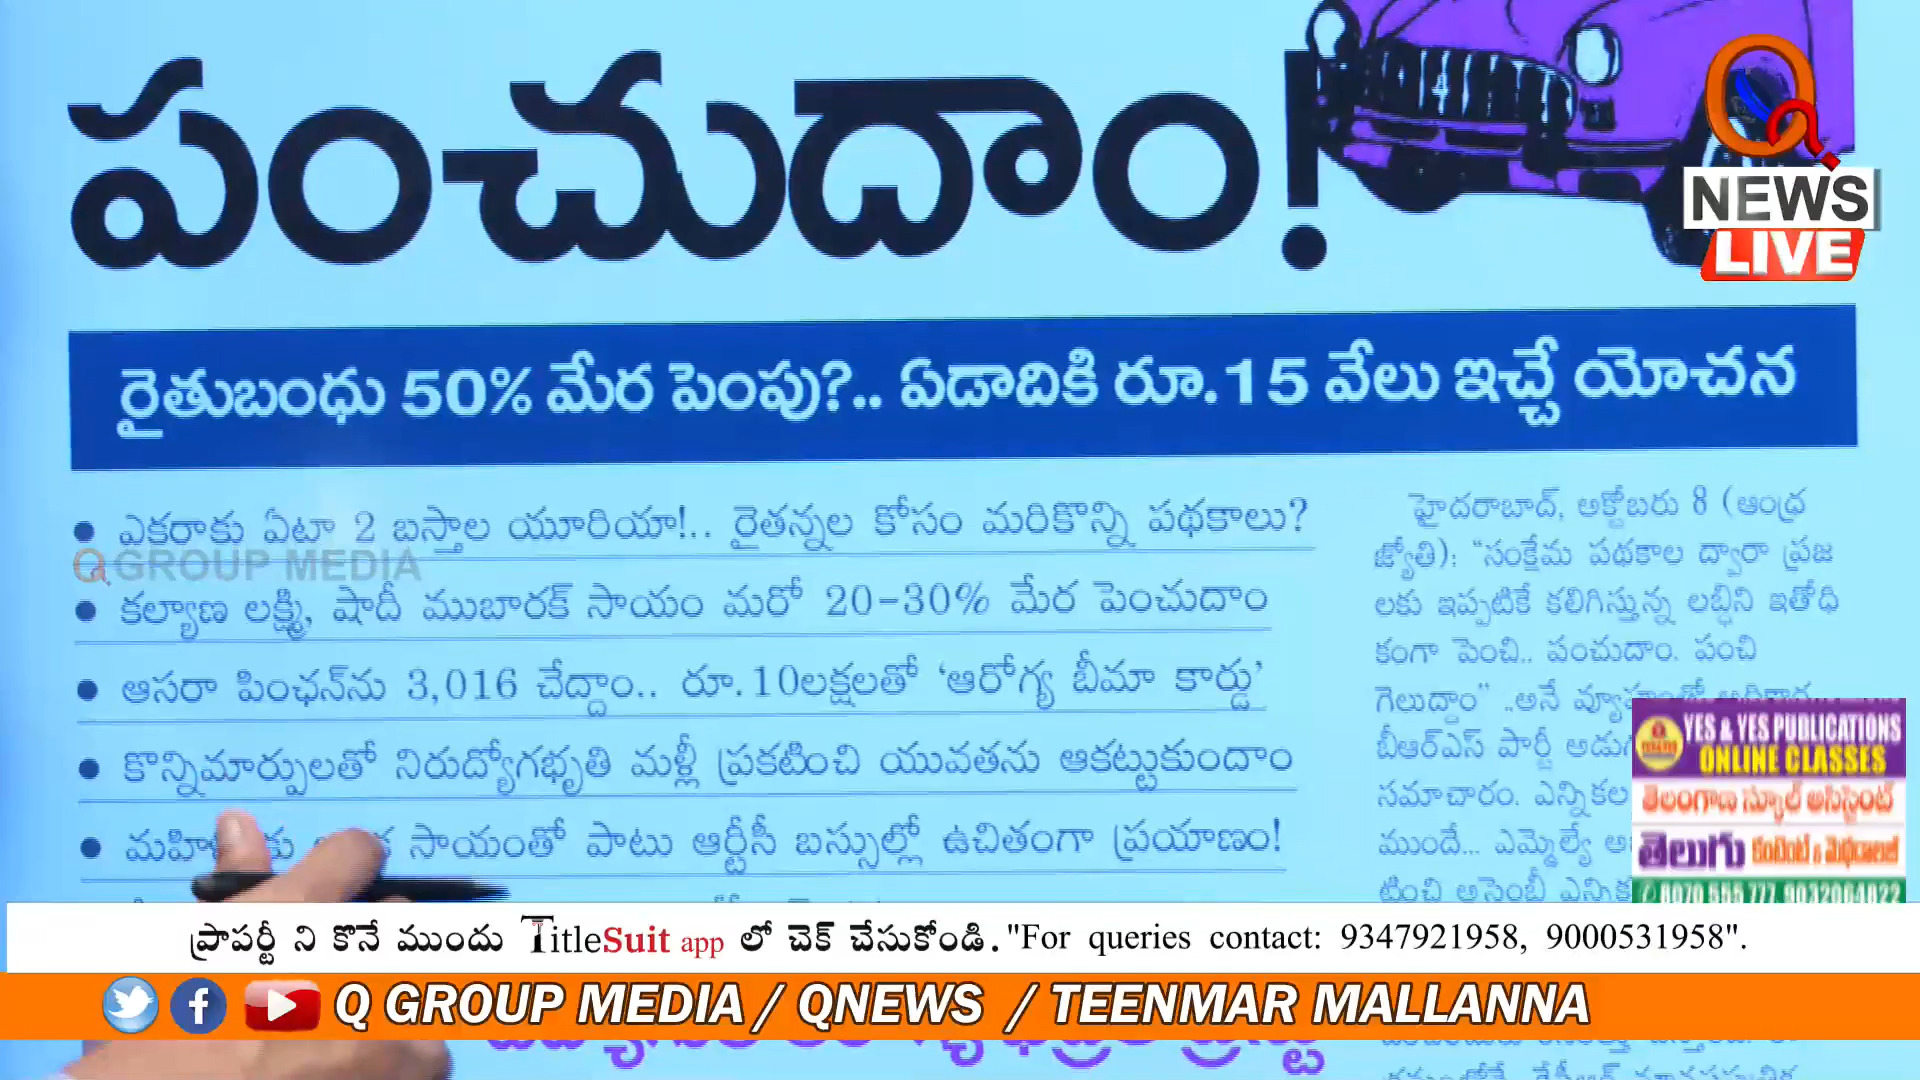 పంచుదాం!
రైతుబంధు 50% మేర పెంపు?.. ఏడాదికి రూ.15 వేలు ఇచ్చే యోచన
• ఎకరాకు ఏటా 2 బస్తాల యూరియా!.. రైతన్నల కోసం మరికొన్ని పథకాలు?
• కల్యాణ లక్ష్మి, షాదీ ముబారక్ సాయం మరో 20-30% మేర పెంచుదాం
• ఆసరా పింఛన్‌ను 3,016 చేద్దాం.. రూ.10లక్షలతో ‘ఆరోగ్య బీమా కార్డు’
• కొన్నిమార్పులతో నిరుద్యోగభృతి మళ్లీ ప్రకటించి యువతను ఆకట్టుకుందాం
• సాయంతో పాటు ఆర్టీసీ బస్సుల్లో ఉచితంగా ప్రయాణం!
హైదరాబాద్, అక్టోబరు 8 (ఆంధ్ర
జ్యోతి): “సంక్షేమ పథకాల ద్వారా ప్రజ
లకు ఇప్పటికే కలిగిస్తున్న లబ్ధిని ఇతోధి
కంగా పెంచి.. పంచుదాం. పంచి
గెలుద్దాం” ..అనే
బీఆర్ఎస్ పార్టీ
సమాచారం. ఎన్నికల
ముందే... ఎమ్మెల్యే
టించి అసెంబ్లీ
Q NEWS
LIVE
Q GROUP MEDIA
YES & YES PUBLICATIONS
ONLINE CLASSES
తెలంగాణ స్కూల్ అసిస్టెంట్
తెలుగు కంటెంట్ & మెథడాలజీ
ప్రాపర్టీ ని కొనే ముందు TitleSuit app లో చెక్ చేసుకోండి. "For queries contact: 9347921958, 9000531958".
Q GROUP MEDIA / QNEWS / TEENMAR MALLANNA